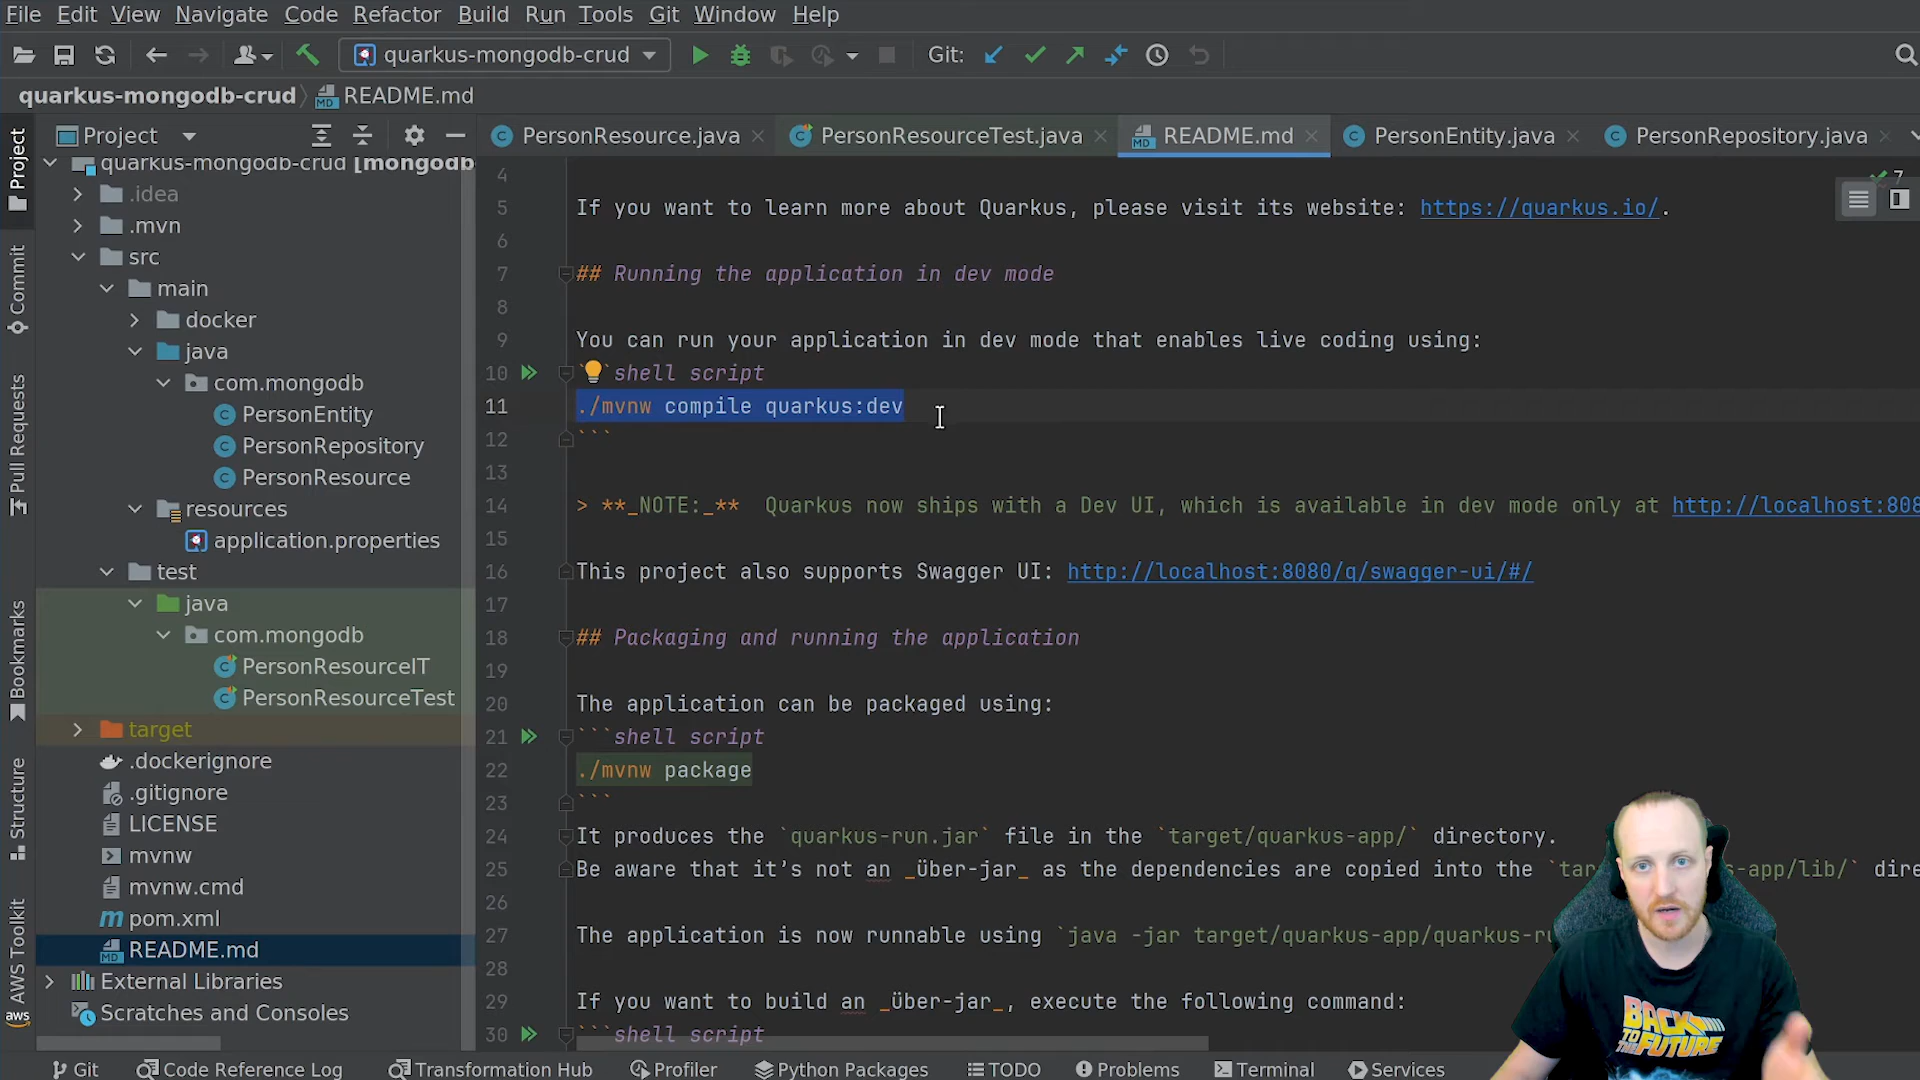 File Edit View Navigate Code Refactor Build Run Tools Git Window Help
quarkus-mongodb-crud Git:
quarkus-mongodb-crud README.md
Project
PersonResource.java PersonResourceTest.java README.md PersonEntity.java PersonRepository.java
quarkus-mongodb-crud [mongodb-
.idea
.mvn
src
main
docker
java
com.mongodb
PersonEntity
PersonRepository
PersonResource
resources
application.properties
test
java
com.mongodb
PersonResourceIT
PersonResourceTest
target
.dockerignore
.gitignore
LICENSE
mvnw
mvnw.cmd
pom.xml
README.md
External Libraries
Scratches and Consoles
Project
Commit
Pull Requests
Bookmarks
Structure
AWS Toolkit
aws
7
4
5 If you want to learn more about Quarkus, please visit its website: https://quarkus.io/.
6
7 ## Running the application in dev mode
8
9 You can run your application in dev mode that enables live coding using:
10 `shell script
11 ./mvnw compile quarkus:dev
12 ```
13
14 > **_NOTE:_** Quarkus now ships with a Dev UI, which is available in dev mode only at http://localhost:808
15
16 This project also supports Swagger UI: http://localhost:8080/q/swagger-ui/#/
17
18 ## Packaging and running the application
19
20 The application can be packaged using:
21 ```shell script
22 ./mvnw package
23 ```
24 It produces the `quarkus-run.jar` file in the `target/quarkus-app/` directory.
25 Be aware that it’s not an _über-jar_ as the dependencies are copied into the `tar s-app/lib/` dire
26
27 The application is now runnable using `java -jar target/quarkus-app/quarkus-ru
28
29 If you want to build an _über-jar_, execute the following command:
30 ```shell script
BACK TO THE FUTURE
Git Code Reference Log Transformation Hub Profiler Python Packages TODO Problems Terminal Services